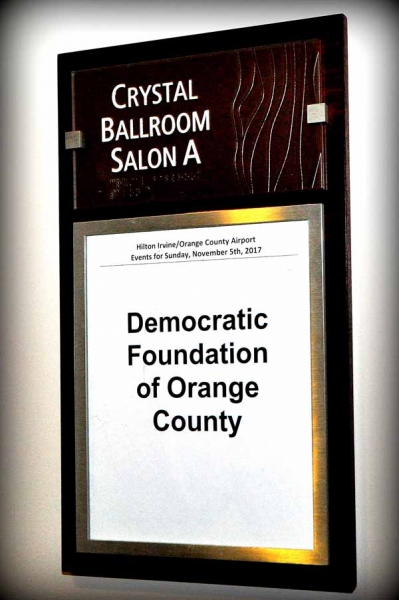 CRYSTAL
BALLROOM
SALON A
Hilton Irvine/Orange County Airport
Events for Sunday, November 5th, 2017
Democratic
Foundation
of Orange
County